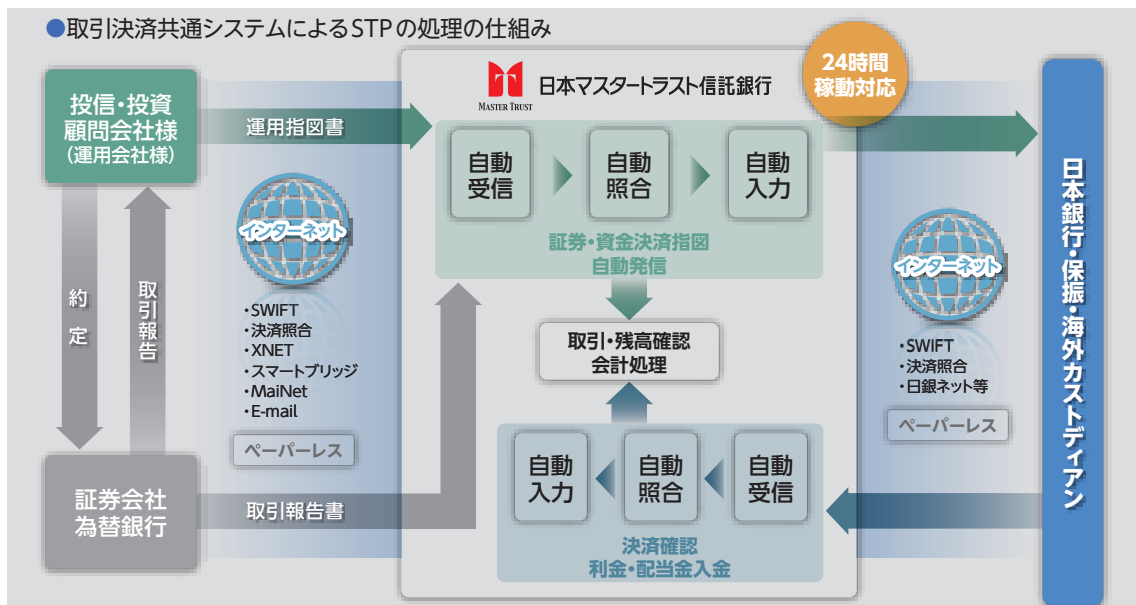 ●取引決済共通システムによるSTPの処理の仕組み
投信・投資
顧問会社様
(運用会社様)
運用指図書
約定
取引報告
インターネット
・SWIFT
・決済照合
・XNET
・スマートブリッジ
・MaiNet
・E-mail
ペーパーレス
証券会社
為替銀行
取引報告書
MASTER TRUST
日本マスタートラスト信託銀行
24時間
稼動対応
自動
受信
自動
照合
自動
入力
証券・資金決済指図
自動発信
取引・残高確認
会計処理
自動
入力
自動
照合
自動
受信
決済確認
利金・配当金入金
インターネット
・SWIFT
・決済照合
・日銀ネット等
ペーパーレス
日本銀行・保振・海外カストディアン